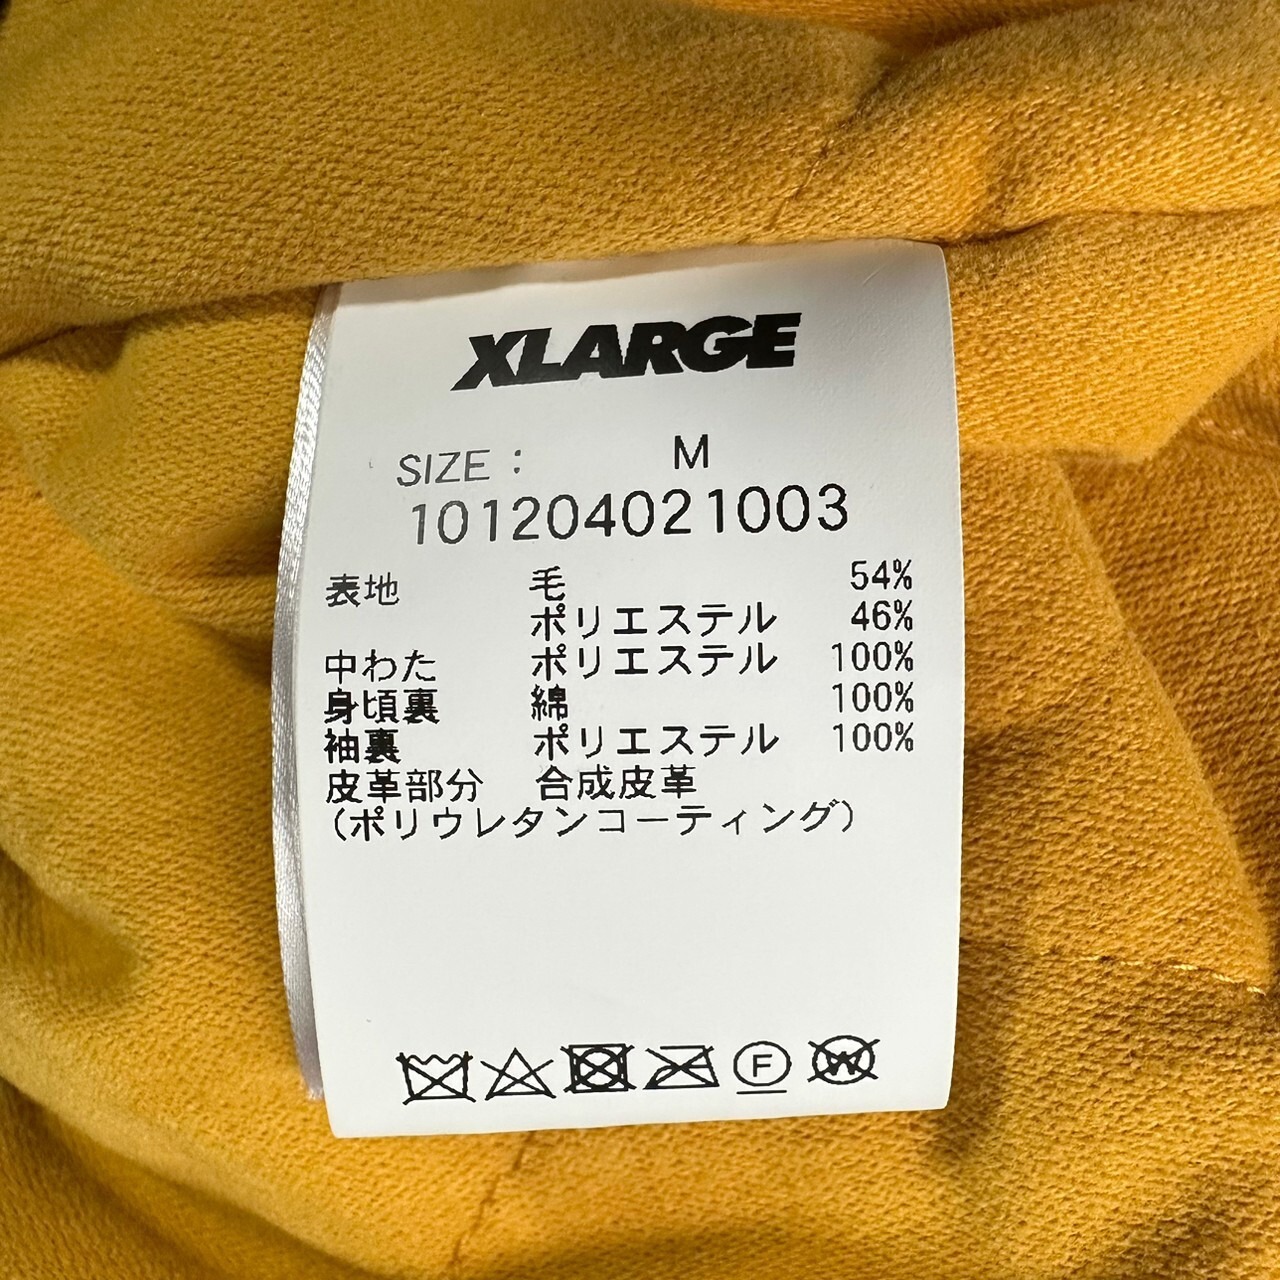 XLARGE
SIZE : M
101204021003
表地 毛 54%
ポリエステル 46%
中わた ポリエステル 100%
身頃裏 綿 100%
袖裏 ポリエステル 100%
皮革部分 合成皮革
(ポリウレタンコーティング)
F W